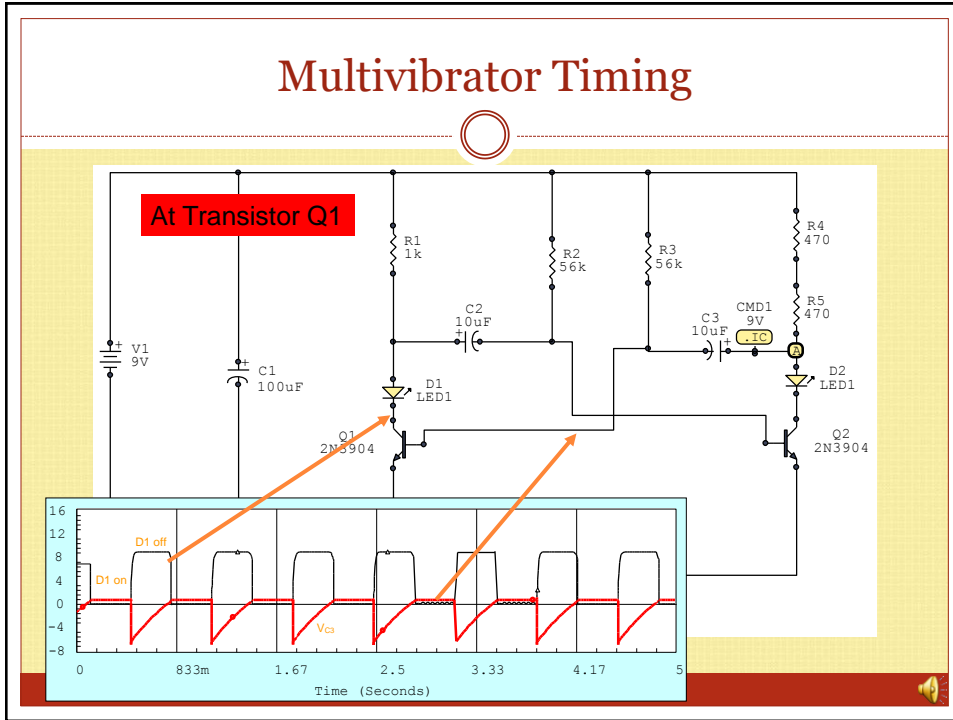 Multivibrator Timing
At Transistor Q1
R1
1k
R2
56k
R3
56k
R4
470
R5
470
C2
10uF
+
C3
10uF
+
CMD1
9V
.IC
A
+
V1
9V
+
C1
100uF
D1
LED1
D2
LED1
Q1
2N3904
Q2
2N3904
16
12
8
4
0
-4
-8
D1 off
D1 on
VC3
0 833m 1.67 2.5 3.33 4.17 5
Time (Seconds)